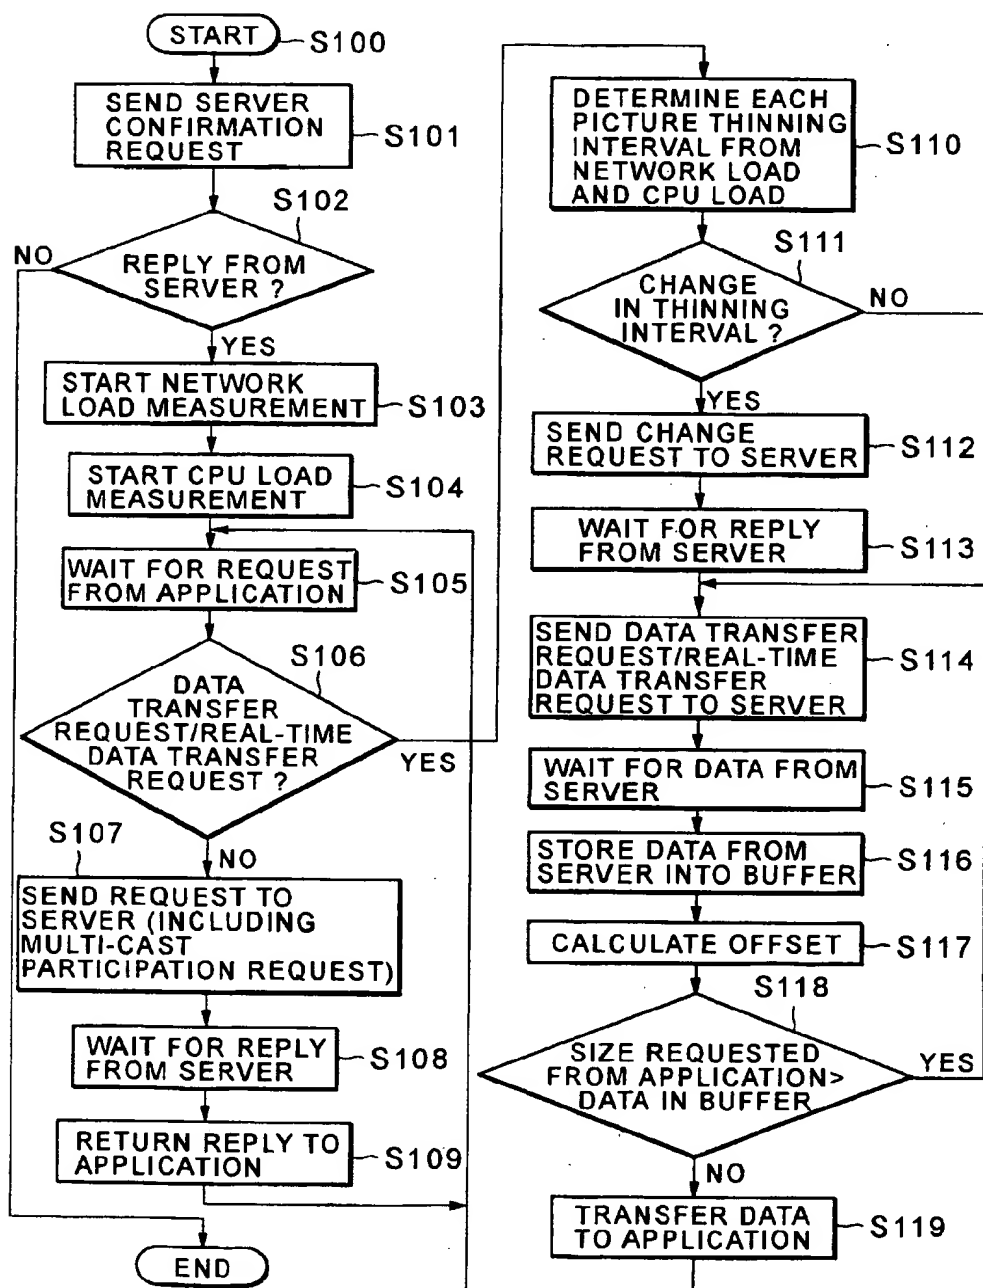 START
S100
SEND SERVER
CONFIRMATION
REQUEST
S101
S102
NO
REPLY FROM
SERVER ?
YES
START NETWORK
LOAD MEASUREMENT
S103
START CPU LOAD
MEASUREMENT
S104
WAIT FOR REQUEST
FROM APPLICATION
S105
S106
DATA
TRANSFER
REQUEST/REAL-TIME
DATA TRANSFER
REQUEST ?
YES
S107
NO
SEND REQUEST TO
SERVER (INCLUDING
MULTI-CAST
PARTICIPATION REQUEST)
WAIT FOR REPLY
FROM SERVER
S108
RETURN REPLY TO
APPLICATION
S109
END
DETERMINE EACH
PICTURE THINNING
INTERVAL FROM
NETWORK LOAD
AND CPU LOAD
S110
S111
CHANGE
IN THINNING
INTERVAL ?
NO
YES
SEND CHANGE
REQUEST TO SERVER
S112
WAIT FOR REPLY
FROM SERVER
S113
SEND DATA TRANSFER
REQUEST/REAL-TIME
DATA TRANSFER
REQUEST TO SERVER
S114
WAIT FOR DATA FROM
SERVER
S115
STORE DATA FROM
SERVER INTO BUFFER
S116
CALCULATE OFFSET
S117
S118
SIZE REQUESTED
FROM APPLICATION>
DATA IN BUFFER
YES
NO
TRANSFER DATA
TO APPLICATION
S119